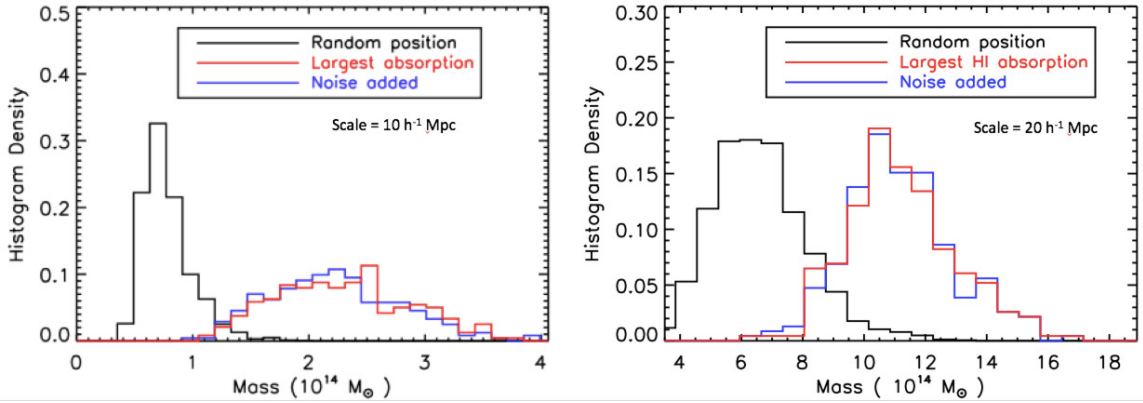 0.5
0.4
0.3
0.2
0.1
0.0
Histogram Density
Random position
Largest absorption
Noise added
Scale = 10 h⁻¹ Mpc
0 1 2 3 4
Mass (10¹⁴ M☉)
0.30
0.25
0.20
0.15
0.10
0.05
0.00
Histogram Density
Random position
Largest HI absorption
Noise added
Scale = 20 h⁻¹ Mpc
4 6 8 10 12 14 16 18
Mass ( 10¹⁴ M☉)